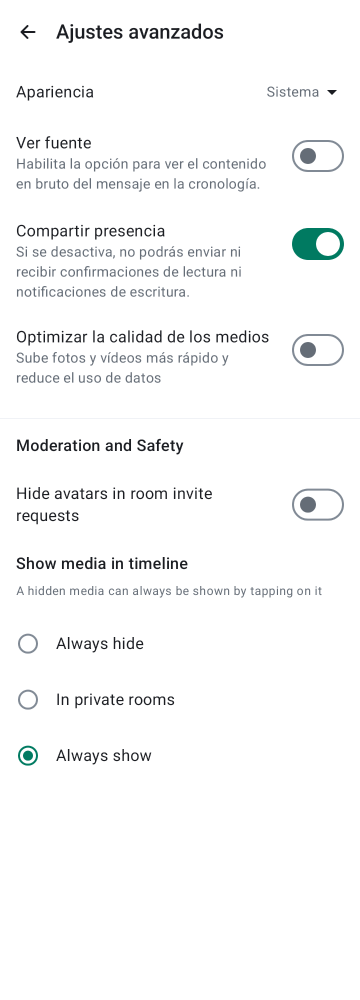 Ajustes avanzados
Apariencia
Sistema
Ver fuente
Habilita la opción para ver el contenido
en bruto del mensaje en la cronología.
Compartir presencia
Si se desactiva, no podrás enviar ni
recibir confirmaciones de lectura ni
notificaciones de escritura.
Optimizar la calidad de los medios
Sube fotos y vídeos más rápido y
reduce el uso de datos
Moderation and Safety
Hide avatars in room invite
requests
Show media in timeline
A hidden media can always be shown by tapping on it
Always hide
In private rooms
Always show